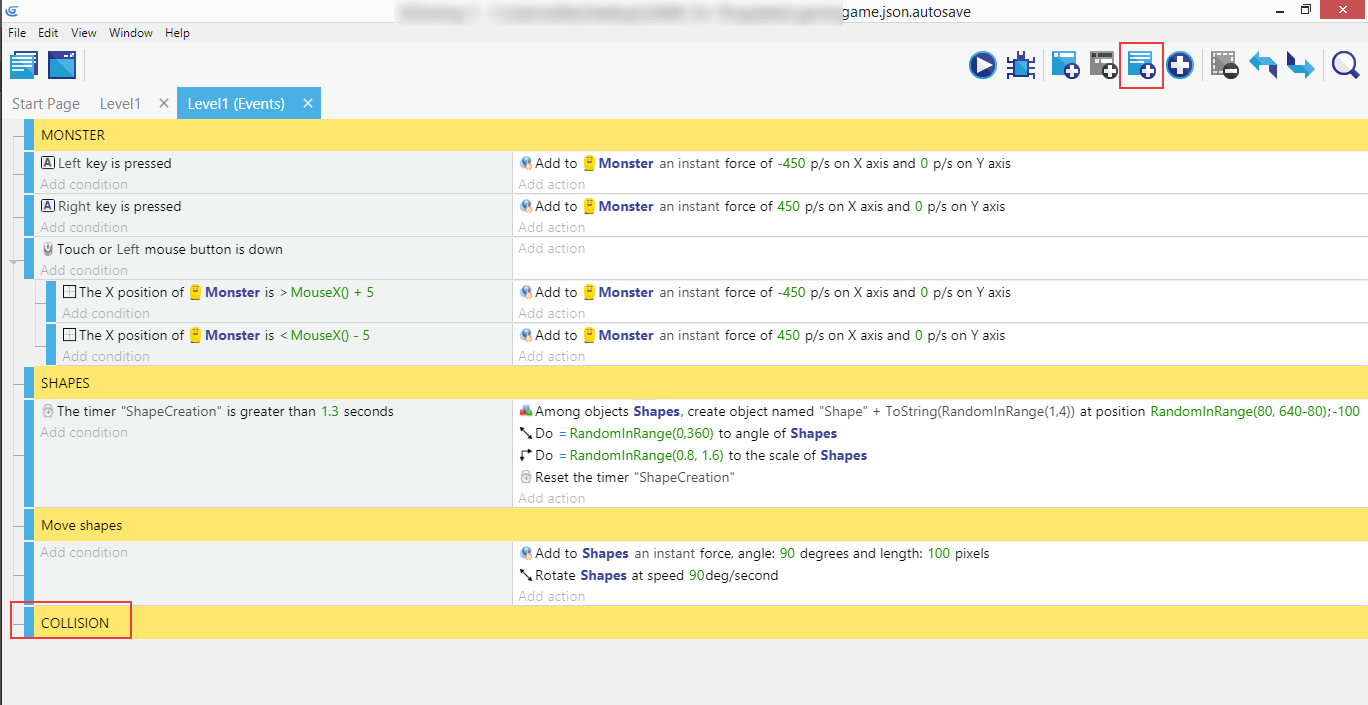 game.json.autosave
File Edit View Window Help
Start Page Level1 × Level1 (Events) ×
MONSTER
Left key is pressed
Add condition
Add to Monster an instant force of -450 p/s on X axis and 0 p/s on Y axis
Add action
Right key is pressed
Add condition
Add to Monster an instant force of 450 p/s on X axis and 0 p/s on Y axis
Add action
Touch or Left mouse button is down
Add condition
Add action
The X position of Monster is > MouseX() + 5
Add condition
Add to Monster an instant force of -450 p/s on X axis and 0 p/s on Y axis
Add action
The X position of Monster is < MouseX() - 5
Add condition
Add to Monster an instant force of 450 p/s on X axis and 0 p/s on Y axis
Add action
SHAPES
The timer "ShapeCreation" is greater than 1.3 seconds
Add condition
Among objects Shapes, create object named "Shape" + ToString(RandomInRange(1,4)) at position RandomInRange(80, 640-80);-100
Do = RandomInRange(0,360) to angle of Shapes
Do = RandomInRange(0.8, 1.6) to the scale of Shapes
Reset the timer "ShapeCreation"
Add action
Move shapes
Add condition
Add to Shapes an instant force, angle: 90 degrees and length: 100 pixels
Rotate Shapes at speed 90deg/second
Add action
COLLISION